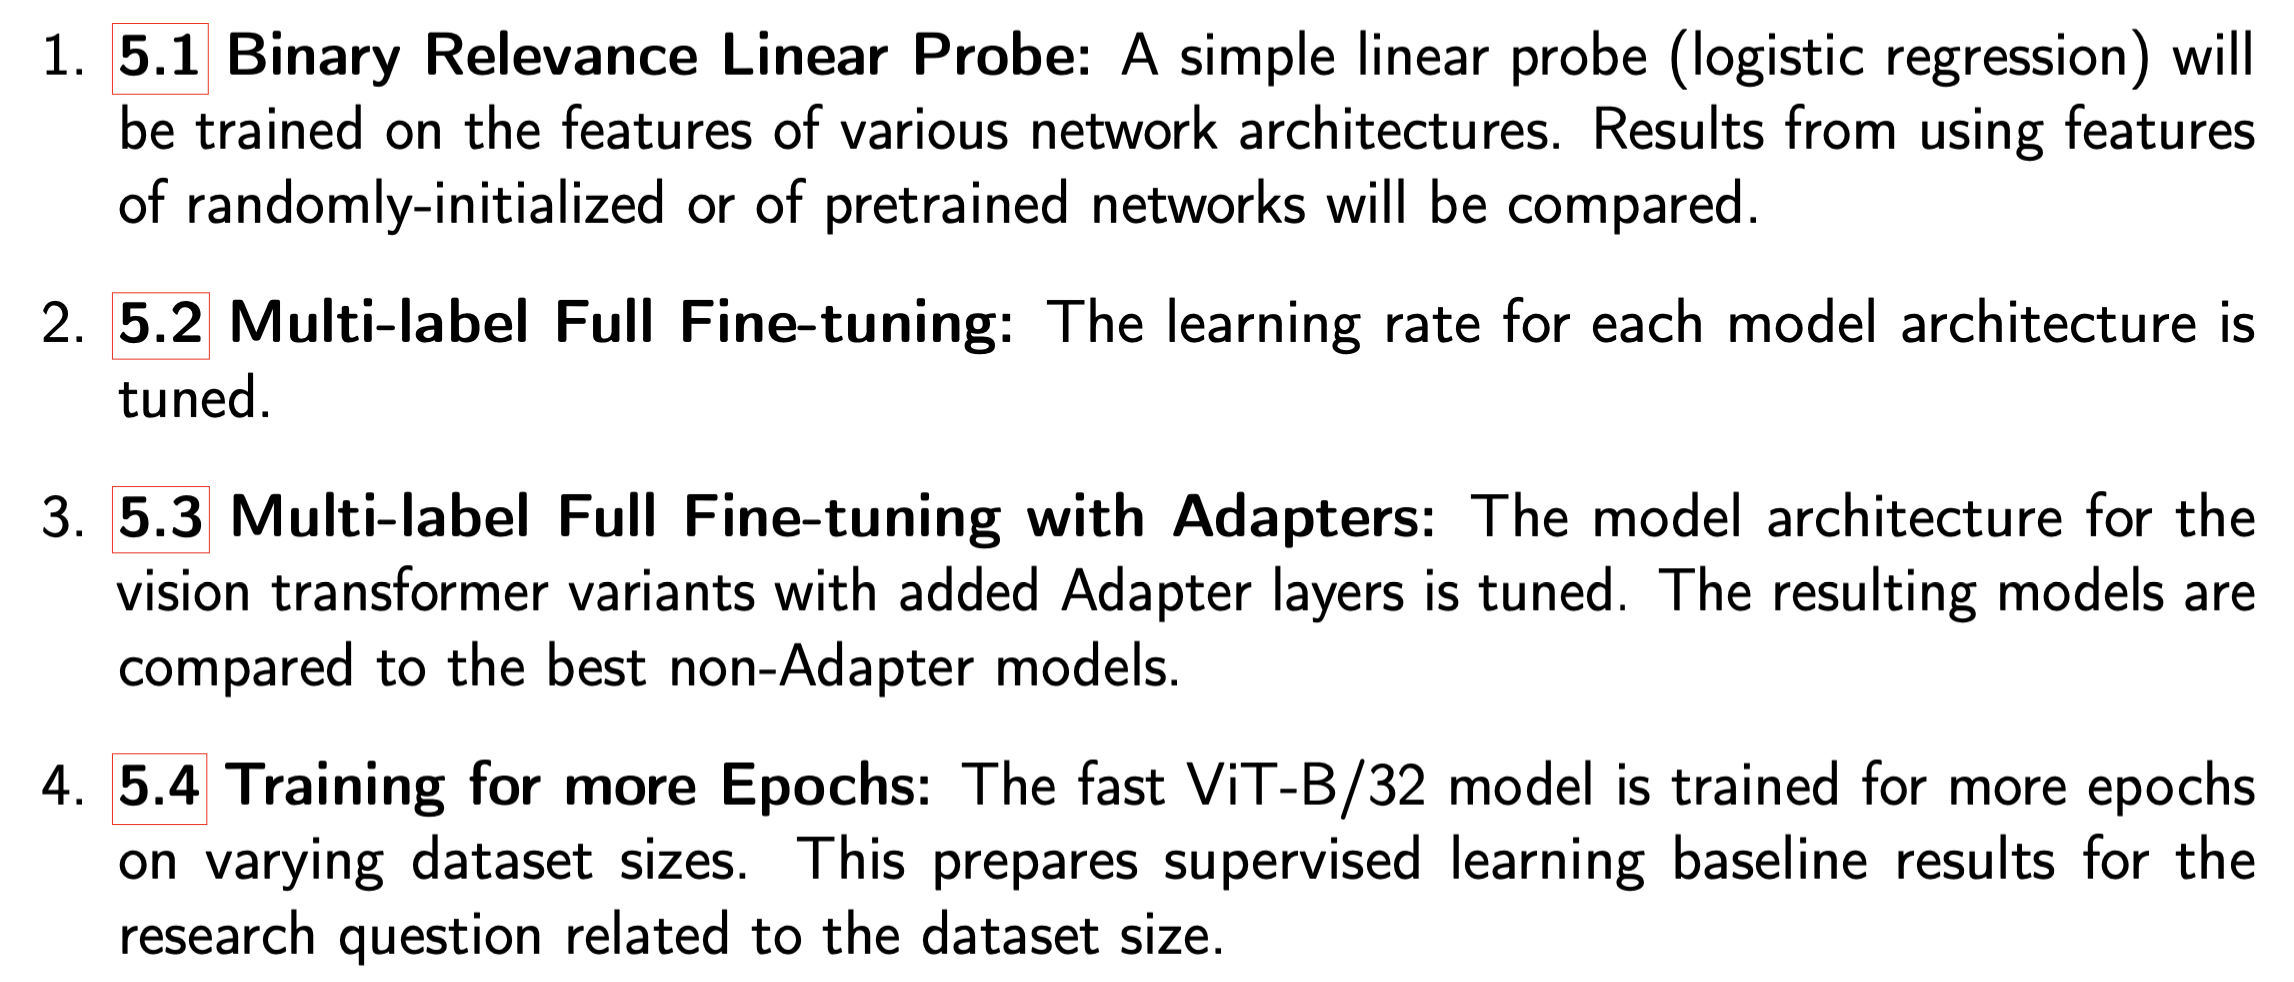 1. 5.1 Binary Relevance Linear Probe: A simple linear probe (logistic regression) will
be trained on the features of various network architectures. Results from using features
of randomly-initialized or of pretrained networks will be compared.
2. 5.2 Multi-label Full Fine-tuning: The learning rate for each model architecture is
tuned.
3. 5.3 Multi-label Full Fine-tuning with Adapters: The model architecture for the
vision transformer variants with added Adapter layers is tuned. The resulting models are
compared to the best non-Adapter models.
4. 5.4 Training for more Epochs: The fast ViT-B/32 model is trained for more epochs
on varying dataset sizes. This prepares supervised learning baseline results for the
research question related to the dataset size.